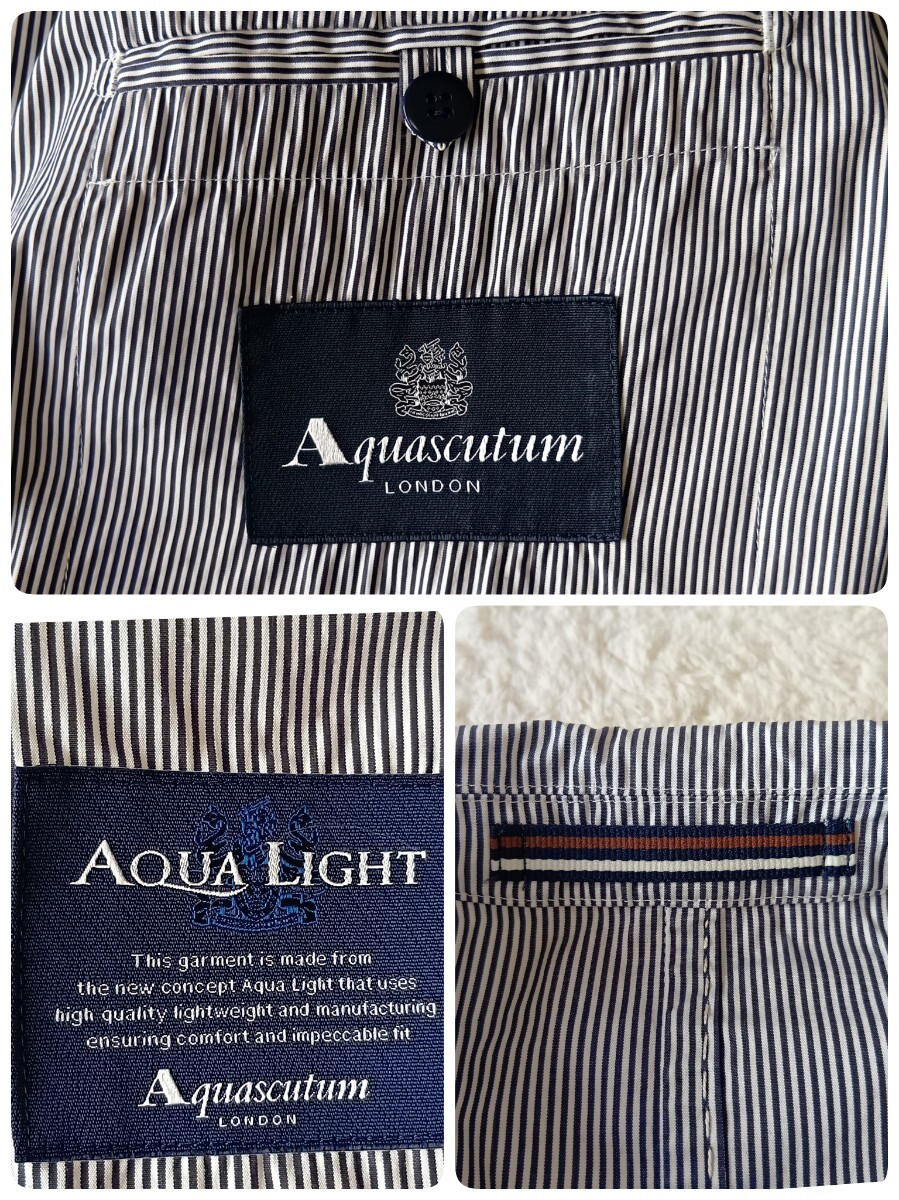 Aquascutum
LONDON
AQUA LIGHT
This garment is made from
the new concept Aqua Light that uses
high quality lightweight and manufacturing
ensuring comfort and impeccable fit
Aquascutum
LONDON